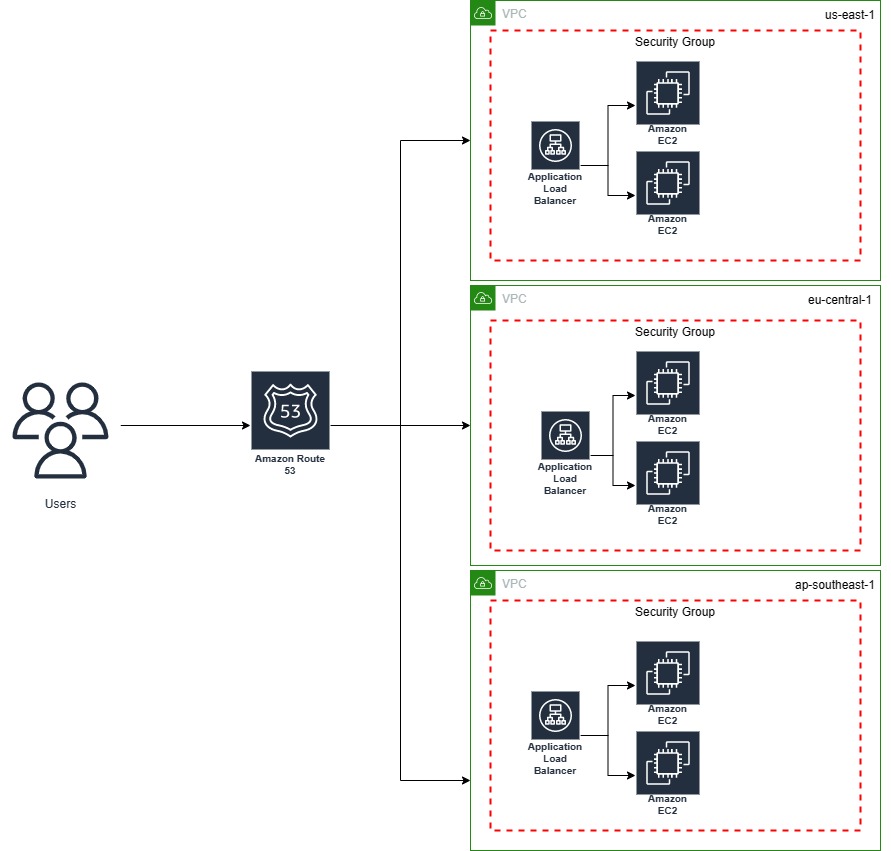 VPC
us-east-1
Security Group
Amazon
EC2
Application
Load
Balancer
Amazon
EC2
VPC
eu-central-1
Security Group
Amazon
EC2
Application
Load
Balancer
Amazon
EC2
53
Amazon Route
53
Users
VPC
ap-southeast-1
Security Group
Amazon
EC2
Application
Load
Balancer
Amazon
EC2